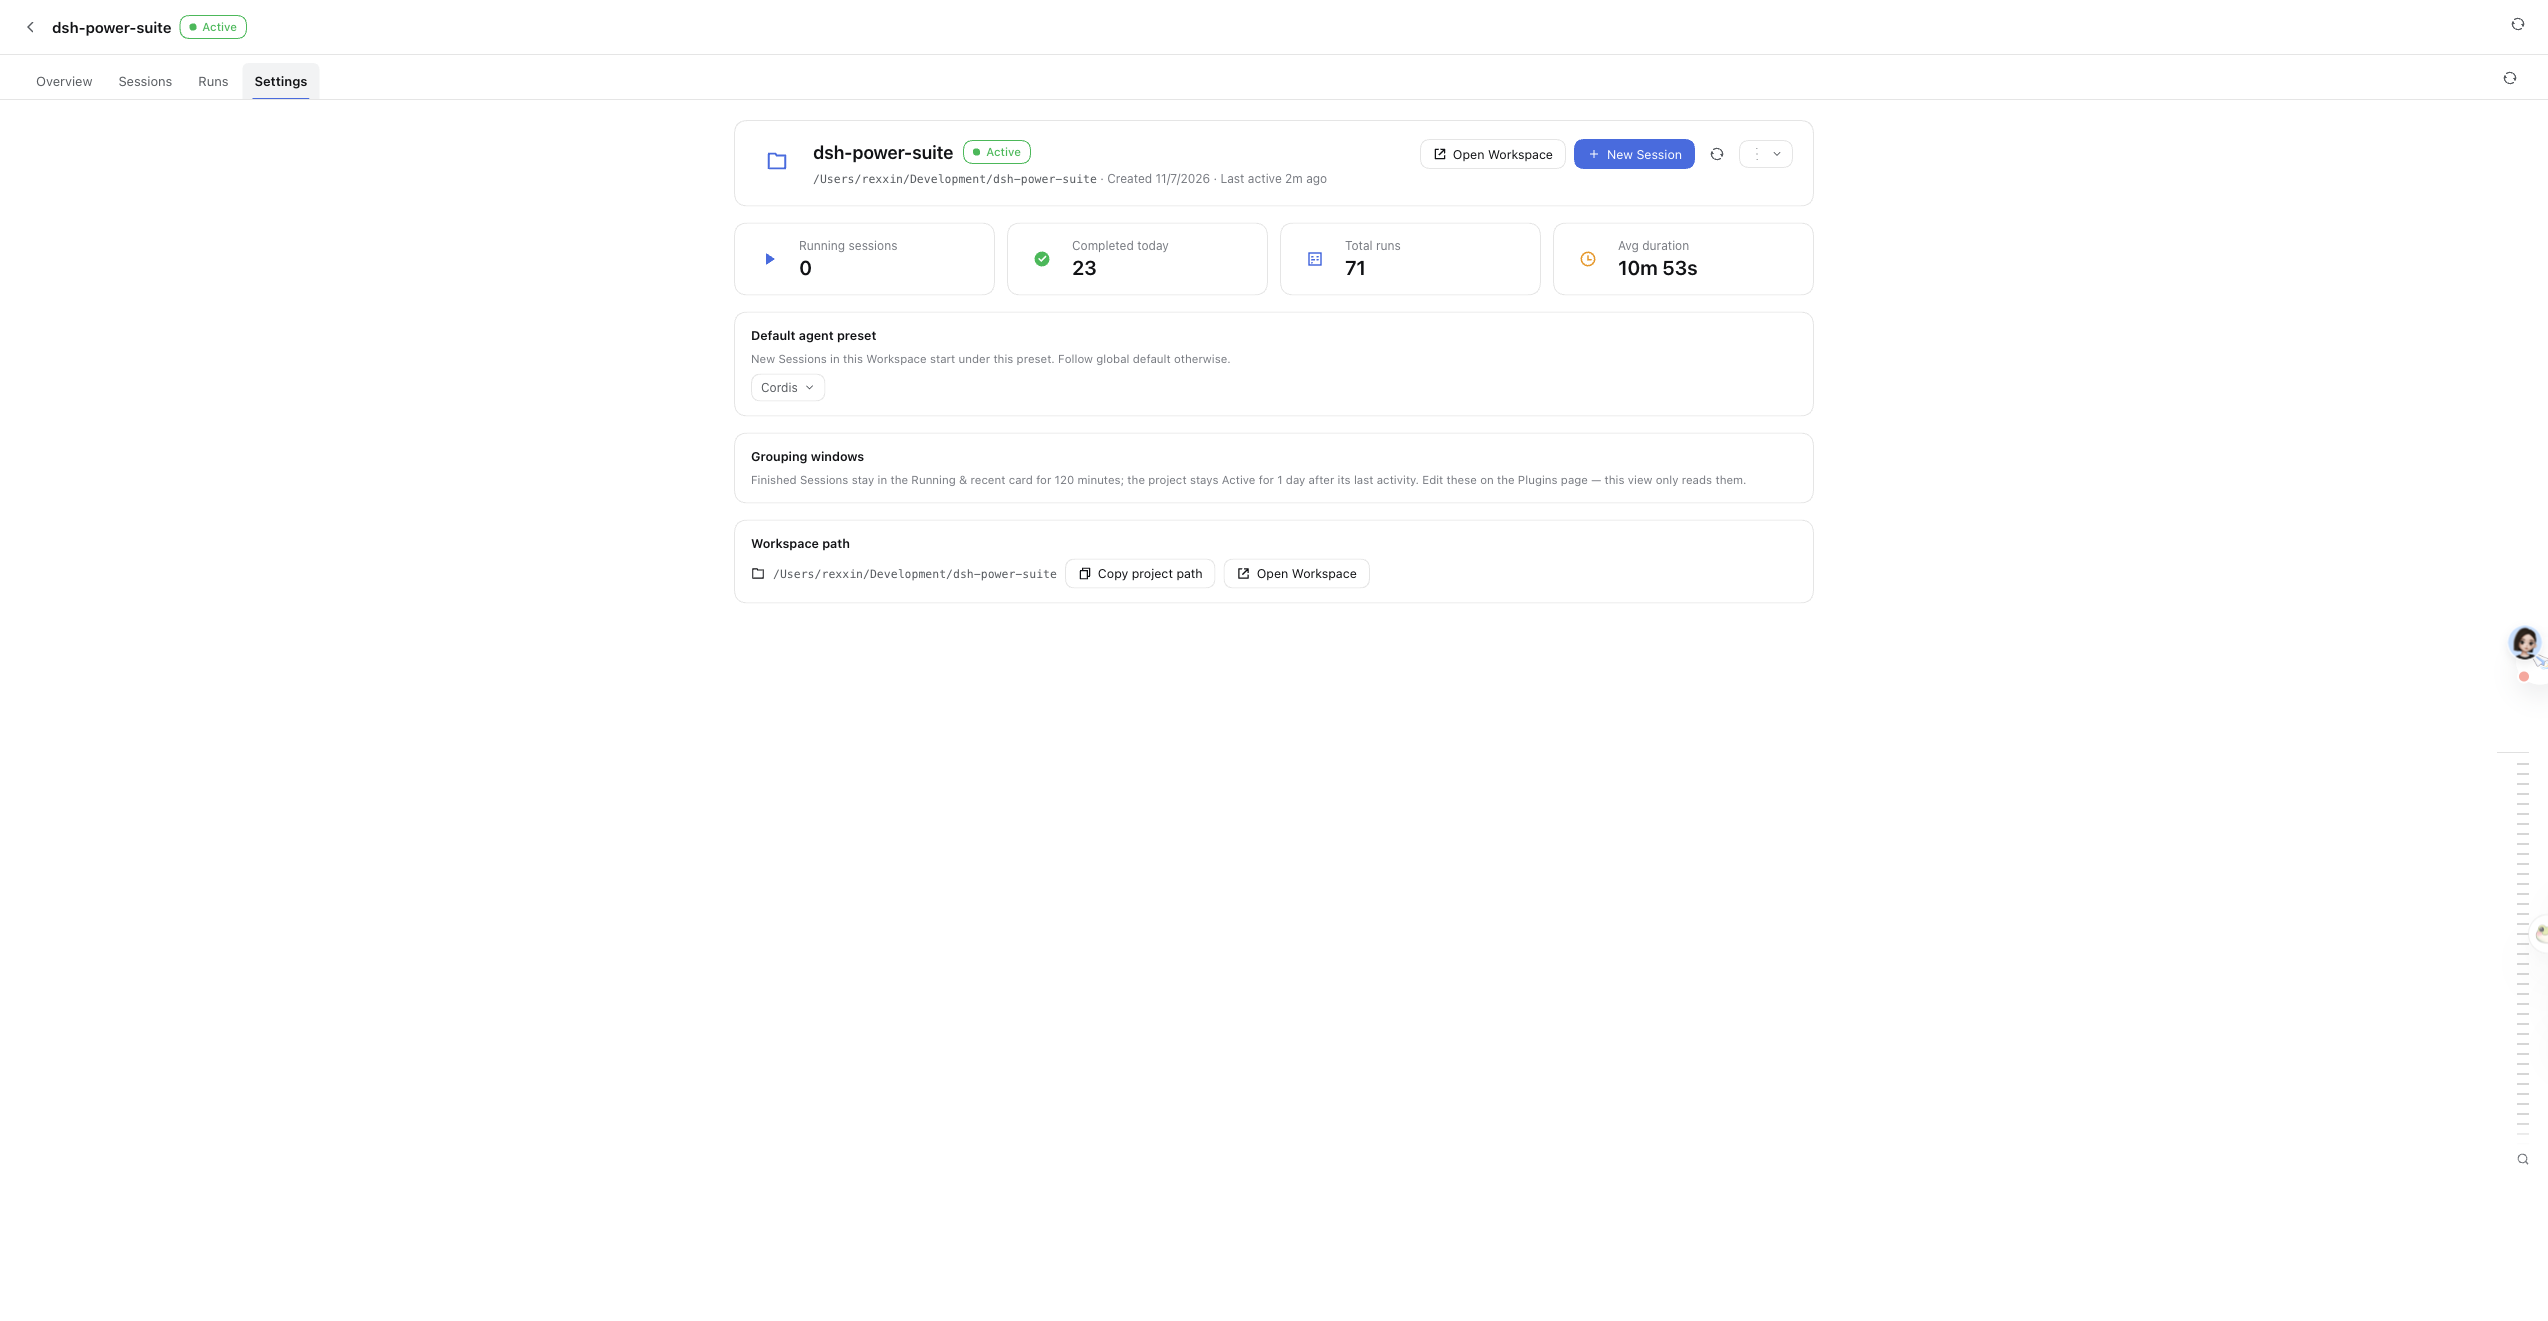 dsh-power-suite Active
Overview Sessions Runs Settings
dsh-power-suite Active
Open Workspace + New Session
/Users/rexxin/Development/dsh-power-suite · Created 11/7/2026 · Last active 2m ago
Running sessions
0
Completed today
23
Total runs
71
Avg duration
10m 53s
Default agent preset
New Sessions in this Workspace start under this preset. Follow global default otherwise.
Cordis
Grouping windows
Finished Sessions stay in the Running & recent card for 120 minutes; the project stays Active for 1 day after its last activity. Edit these on the Plugins page — this view only reads them.
Workspace path
/Users/rexxin/Development/dsh-power-suite Copy project path Open Workspace